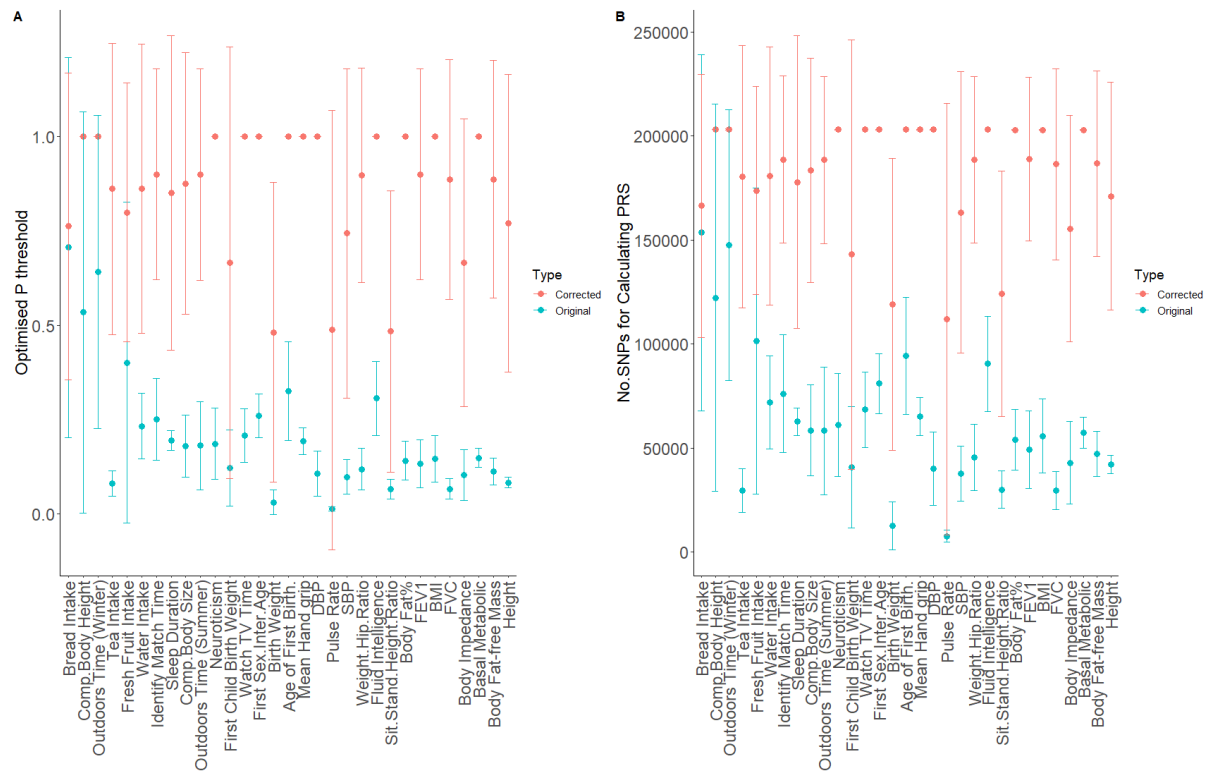 A
Optimised P threshold
1.0
0.5
0.0
Bread Intake
Comp.Body Height
Outdoors Time (Winter)
Tea Intake
Fresh Fruit Intake
Water Intake
Identify Match Time
Sleep Duration
Comp.Body Size
Outdoors Time (Summer)
Neuroticism
First Child Birth Weight
Watch TV Time
First Sex.Inter.Age
Birth Weight
Age of First Birth.
Mean Hand grip
DBP
Pulse Rate
SBP
Weight.Hip.Ratio
Fluid Intelligence
Sit.Stand.Height.Ratio
Body Fat%
FEV1
BMI
FVC
Body Impedance
Basal Metabolic
Body Fat-free Mass
Height
Type
Corrected
Original
B
No.SNPs for Calculating PRS
250000
200000
150000
100000
50000
0
Bread Intake
Comp.Body Height
Outdoors Time (Winter)
Tea Intake
Fresh Fruit Intake
Water Intake
Identify Match Time
Sleep Duration
Comp.Body Size
Outdoors Time (Summer)
Neuroticism
First Child Birth Weight
Watch TV Time
First Sex.Inter.Age
Birth Weight
Age of First Birth.
Mean Hand grip
DBP
Pulse Rate
SBP
Weight.Hip.Ratio
Fluid Intelligence
Sit.Stand.Height.Ratio
Body Fat%
FEV1
BMI
FVC
Body Impedance
Basal Metabolic
Body Fat-free Mass
Height
Type
Corrected
Original